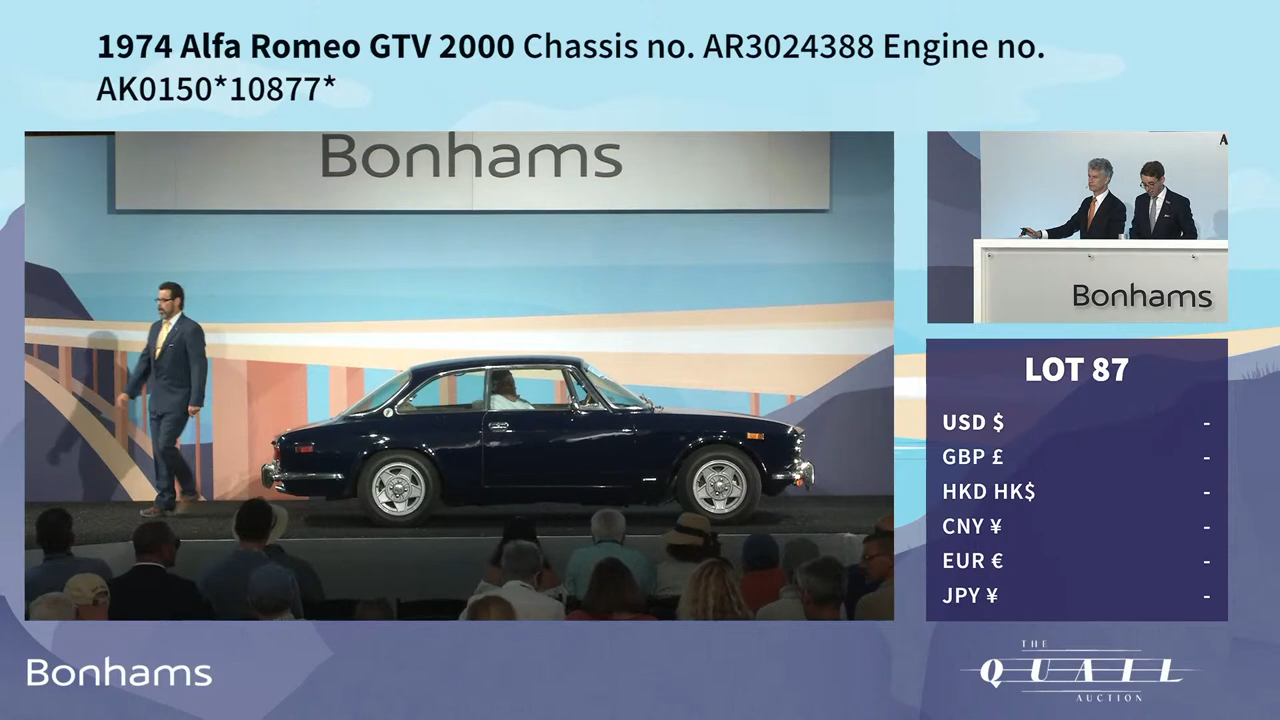 1974 Alfa Romeo GTV 2000 Chassis no. AR3024388 Engine no.
AK0150*10877*
Bonhams
A
Bonhams
LOT 87
USD $ -
GBP £ -
HKD HK$ -
CNY ¥ -
EUR € -
JPY ¥ -
Bonhams
THE
QUAIL
AUCTION